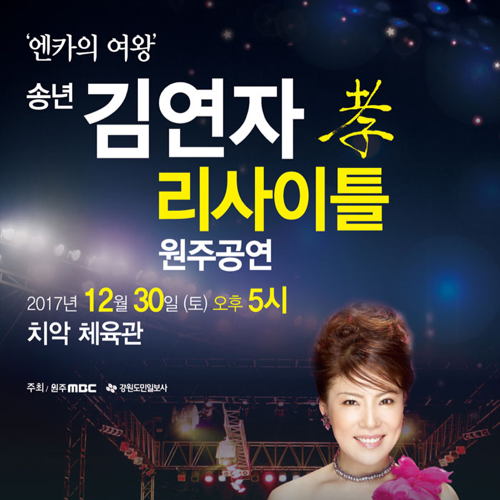 '엔카의 여왕'
송년 김연자 孝
리사이틀
원주공연
2017년 12월 30일 (토) 오후 5시
치악 체육관
주최 / 원주MBC 강원도민일보사